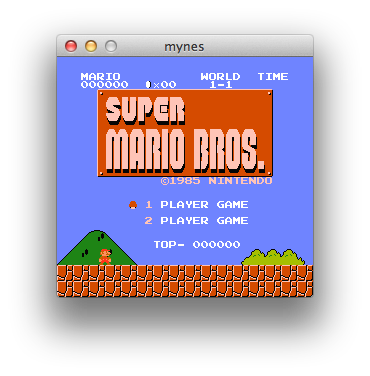 mynes
MARIO WORLD TIME
000000 0×00 1-1
SUPER
MARIO BROS.
©1985 NINTENDO
1 PLAYER GAME
2 PLAYER GAME
TOP- 000000